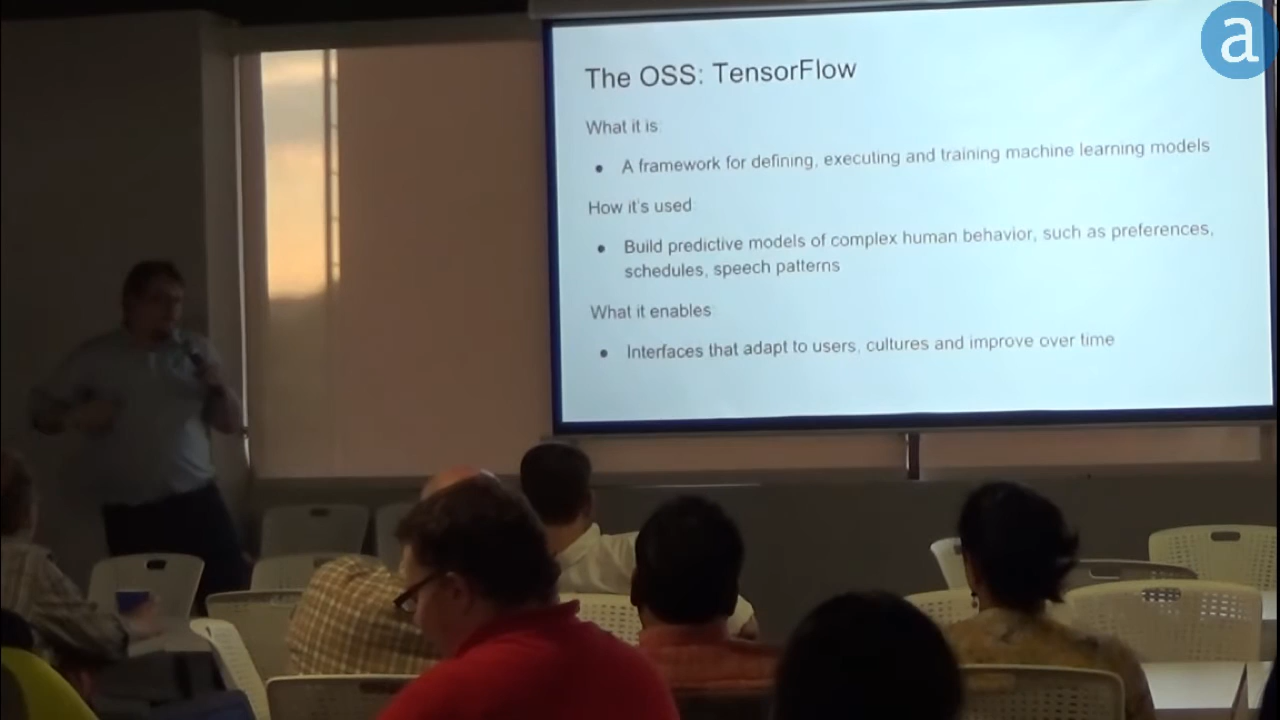 The OSS: TensorFlow
What it is:
A framework for defining, executing and training machine learning models
How it's used:
Build predictive models of complex human behavior, such as preferences,
schedules, speech patterns
What it enables:
Interfaces that adapt to users, cultures and improve over time
a